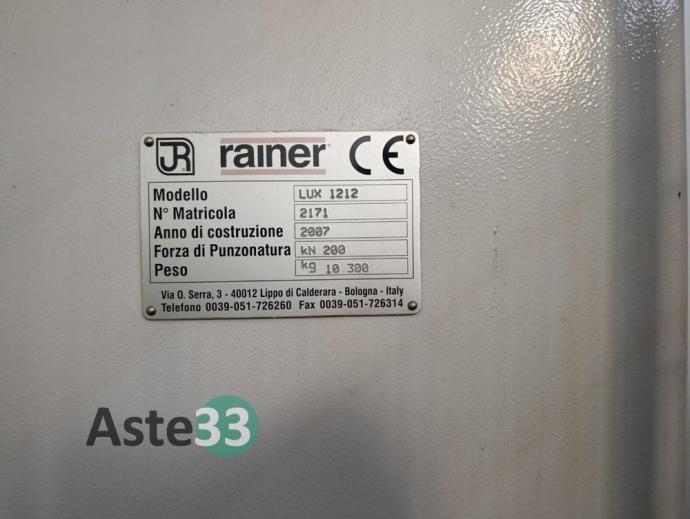 JR rainer CE
Modello LUX 1212
N° Matricola 2171
Anno di costruzione 2007
Forza di Punzonatura kN 200
Peso kg 10.300
Via O. Serra, 3 - 40012 Lippo di Calderara - Bologna - Italy
Telefono 0039-051-726260 Fax 0039-051-726314
Aste33